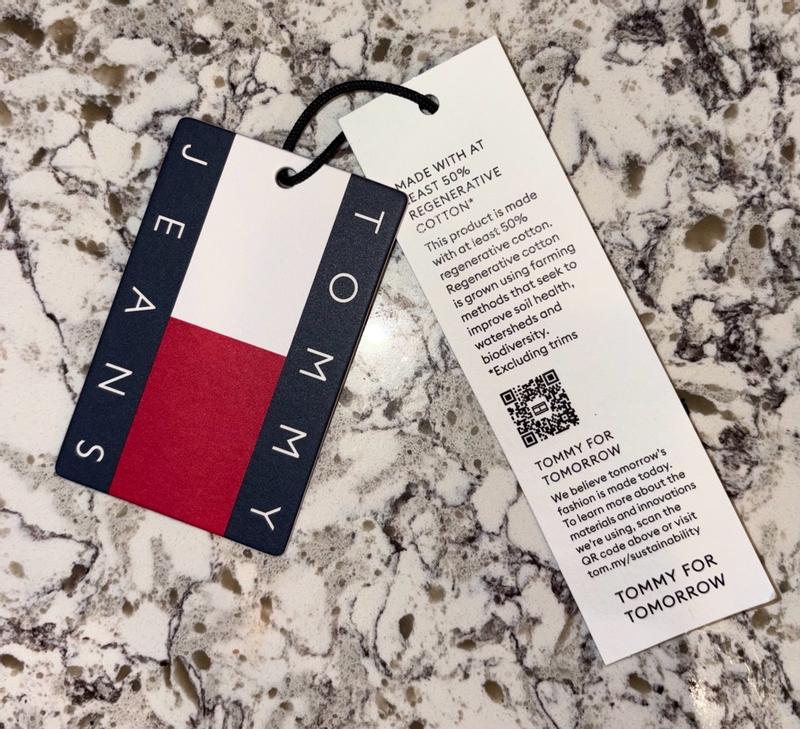 TOMMY
JEANS
MADE WITH AT
LEAST 50%
REGENERATIVE
COTTON*
This product is made
with at least 50%
regenerative cotton.
Regenerative cotton
is grown using farming
methods that seek to
improve soil health,
watersheds and
biodiversity.
*Excluding trims
TOMMY FOR
TOMORROW
We believe tomorrow's
fashion is made today.
To learn more about the
materials and innovations
we're using, scan the
QR code above or visit
tom.my/sustainability
TOMMY FOR
TOMORROW